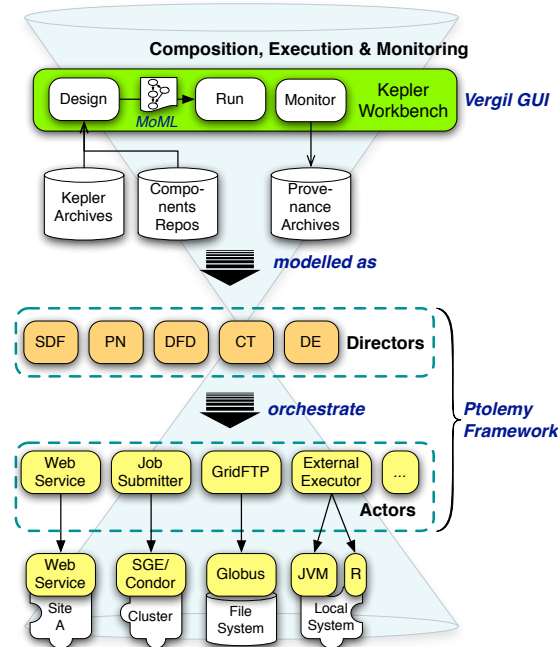 Composition, Execution & Monitoring
Design
MoML
Run
Monitor
Kepler
Workbench
Vergil GUI
Kepler
Archives
Compo-
nents
Repos
Prove-
nance
Archives
modelled as
SDF
PN
DFD
CT
DE
Directors
orchestrate
Ptolemy
Framework
Web
Service
Job
Submitter
GridFTP
External
Executor
...
Actors
Web
Service
SGE/
Condor
Globus
JVM
R
Site
A
Cluster
File
System
Local
System